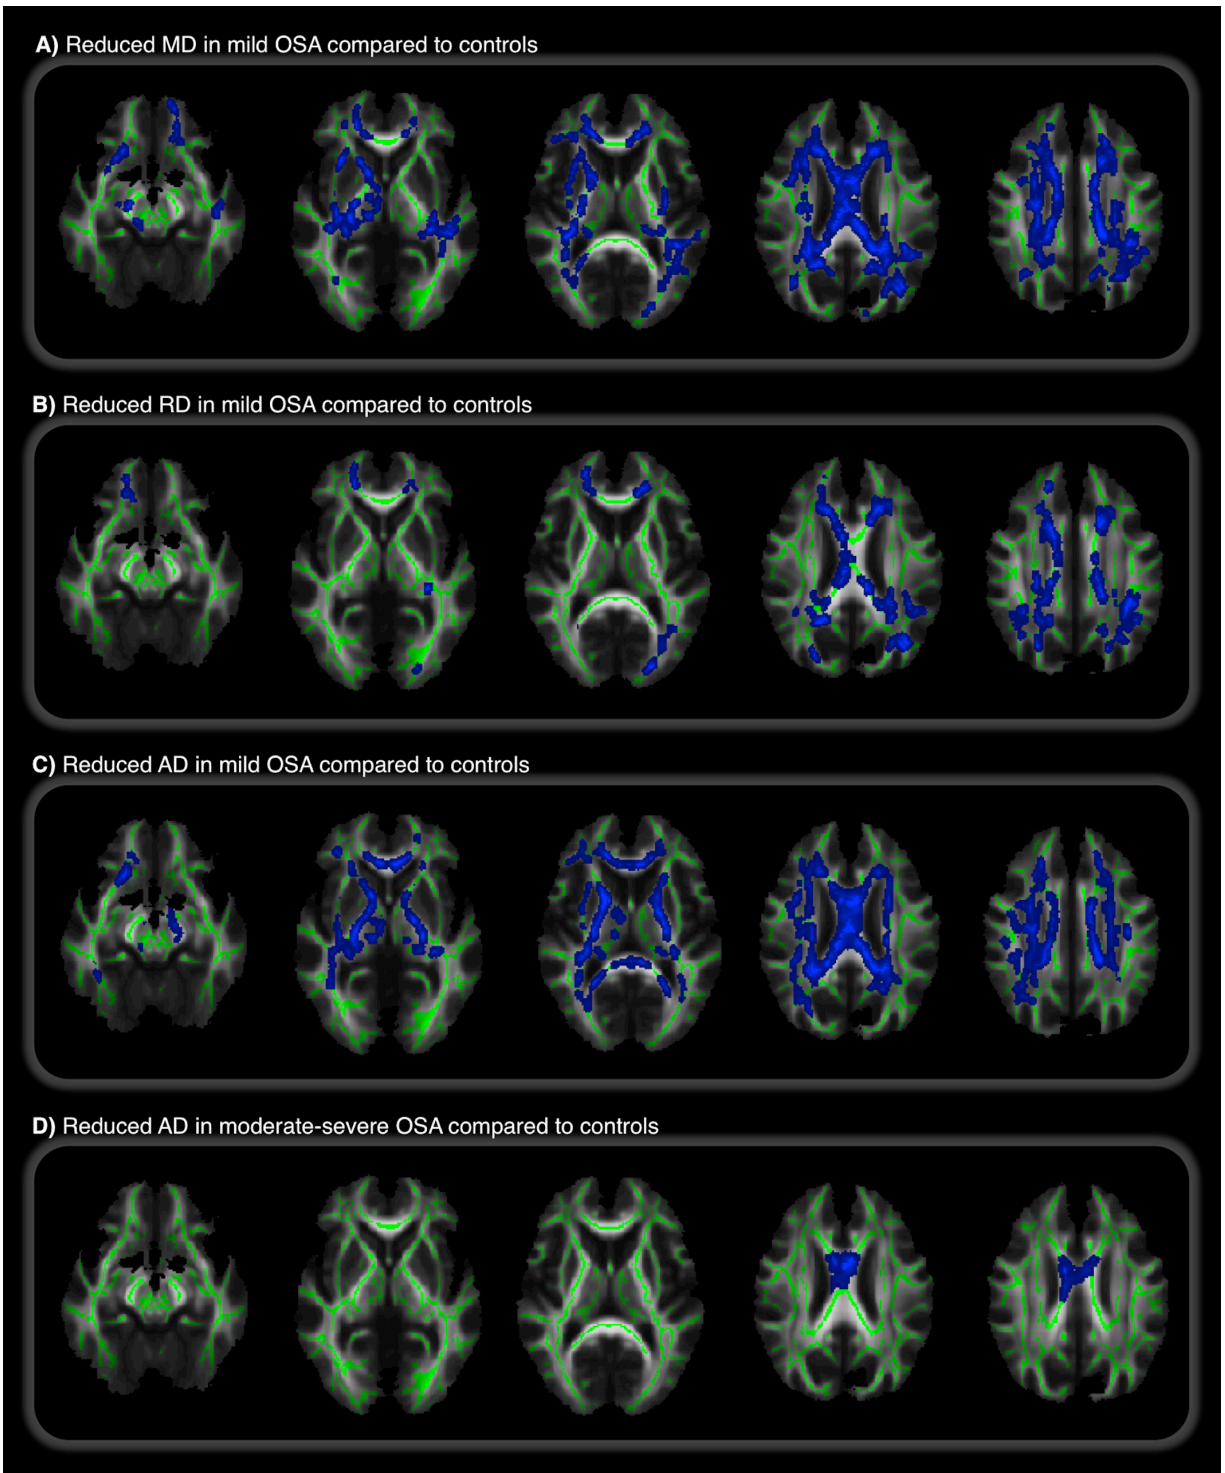 A) Reduced MD in mild OSA compared to controls
B) Reduced RD in mild OSA compared to controls
C) Reduced AD in mild OSA compared to controls
D) Reduced AD in moderate-severe OSA compared to controls